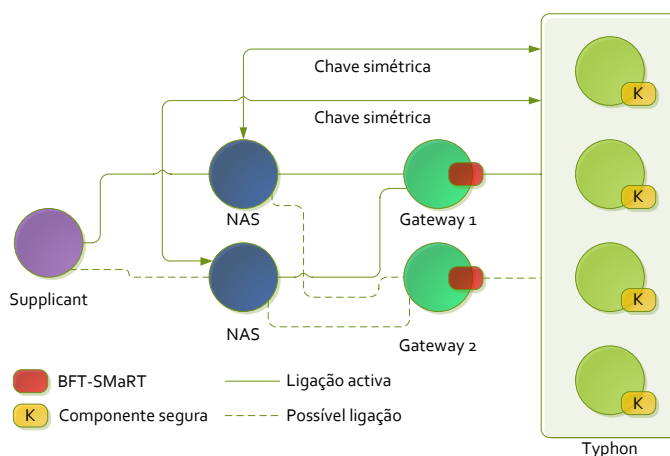 Chave simétrica
K
Chave simétrica
K
NAS
Gateway 1
K
Supplicant
NAS
Gateway 2
BFT-SMaRT
Ligação activa
K
K Componente segura
Possível ligação
Typhon